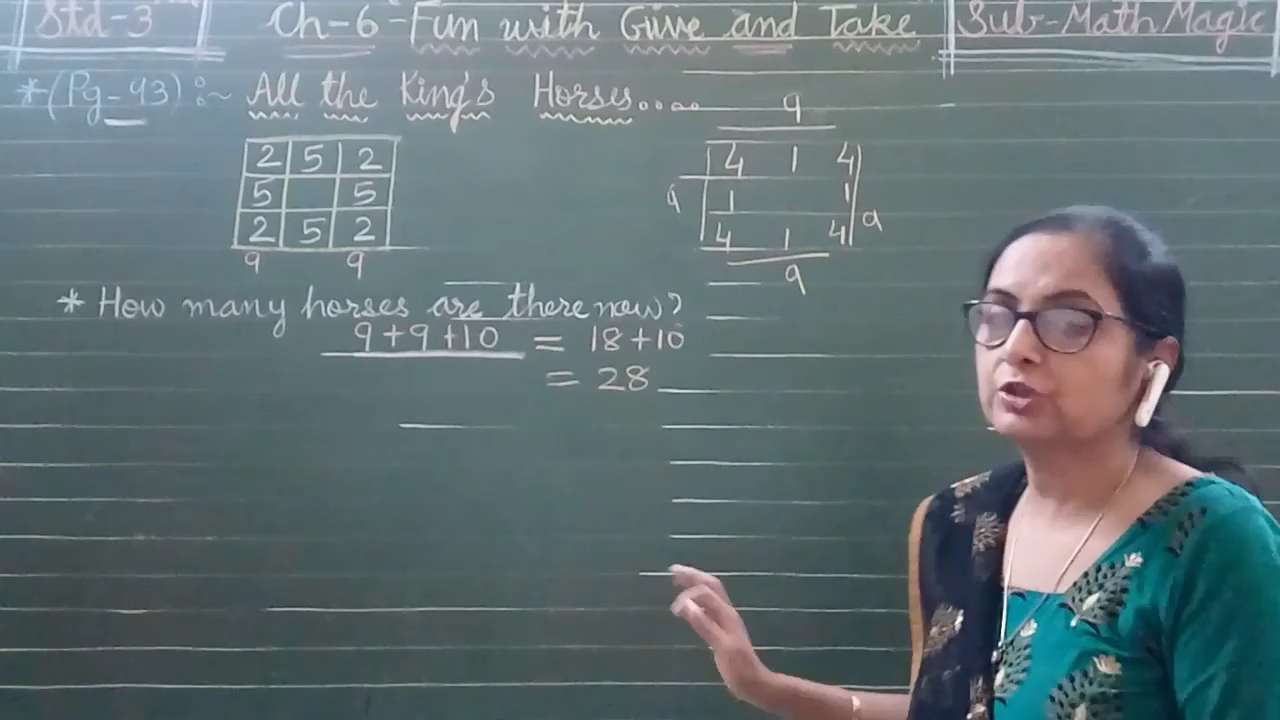 Std-3 Ch-6-Fun with Give and Take Sub-Math Magic
*(Pg-93) :~ All the King's Horses....
9
2 5 2
5 5
2 5 2
9 9
4 1 4
9 1 1 9
4 1 4
9
* How many horses are there now?
9+9+10 = 18+10
= 28